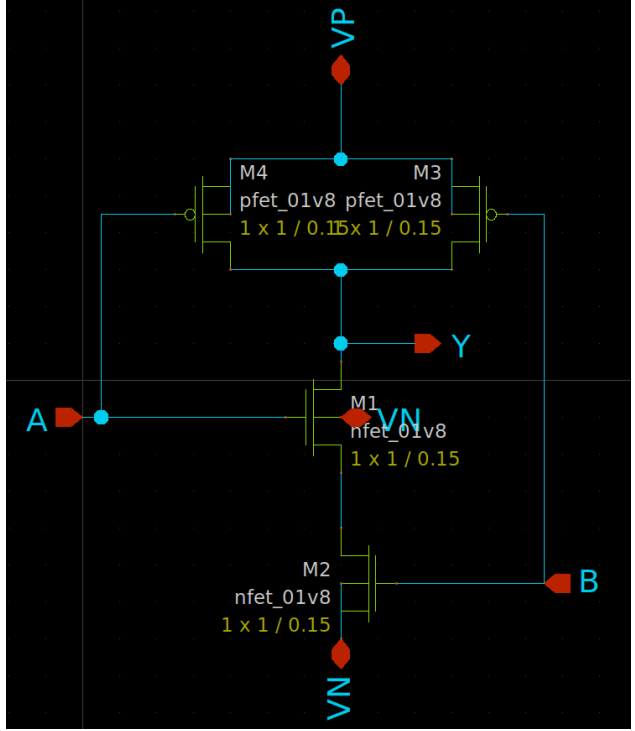 VP
M4
pfet_01v8
1 x 1 / 0.15
M3
pfet_01v8
1 x 1 / 0.15
Y
A
M1
VN
nfet_01v8
1 x 1 / 0.15
M2
nfet_01v8
1 x 1 / 0.15
B
VN